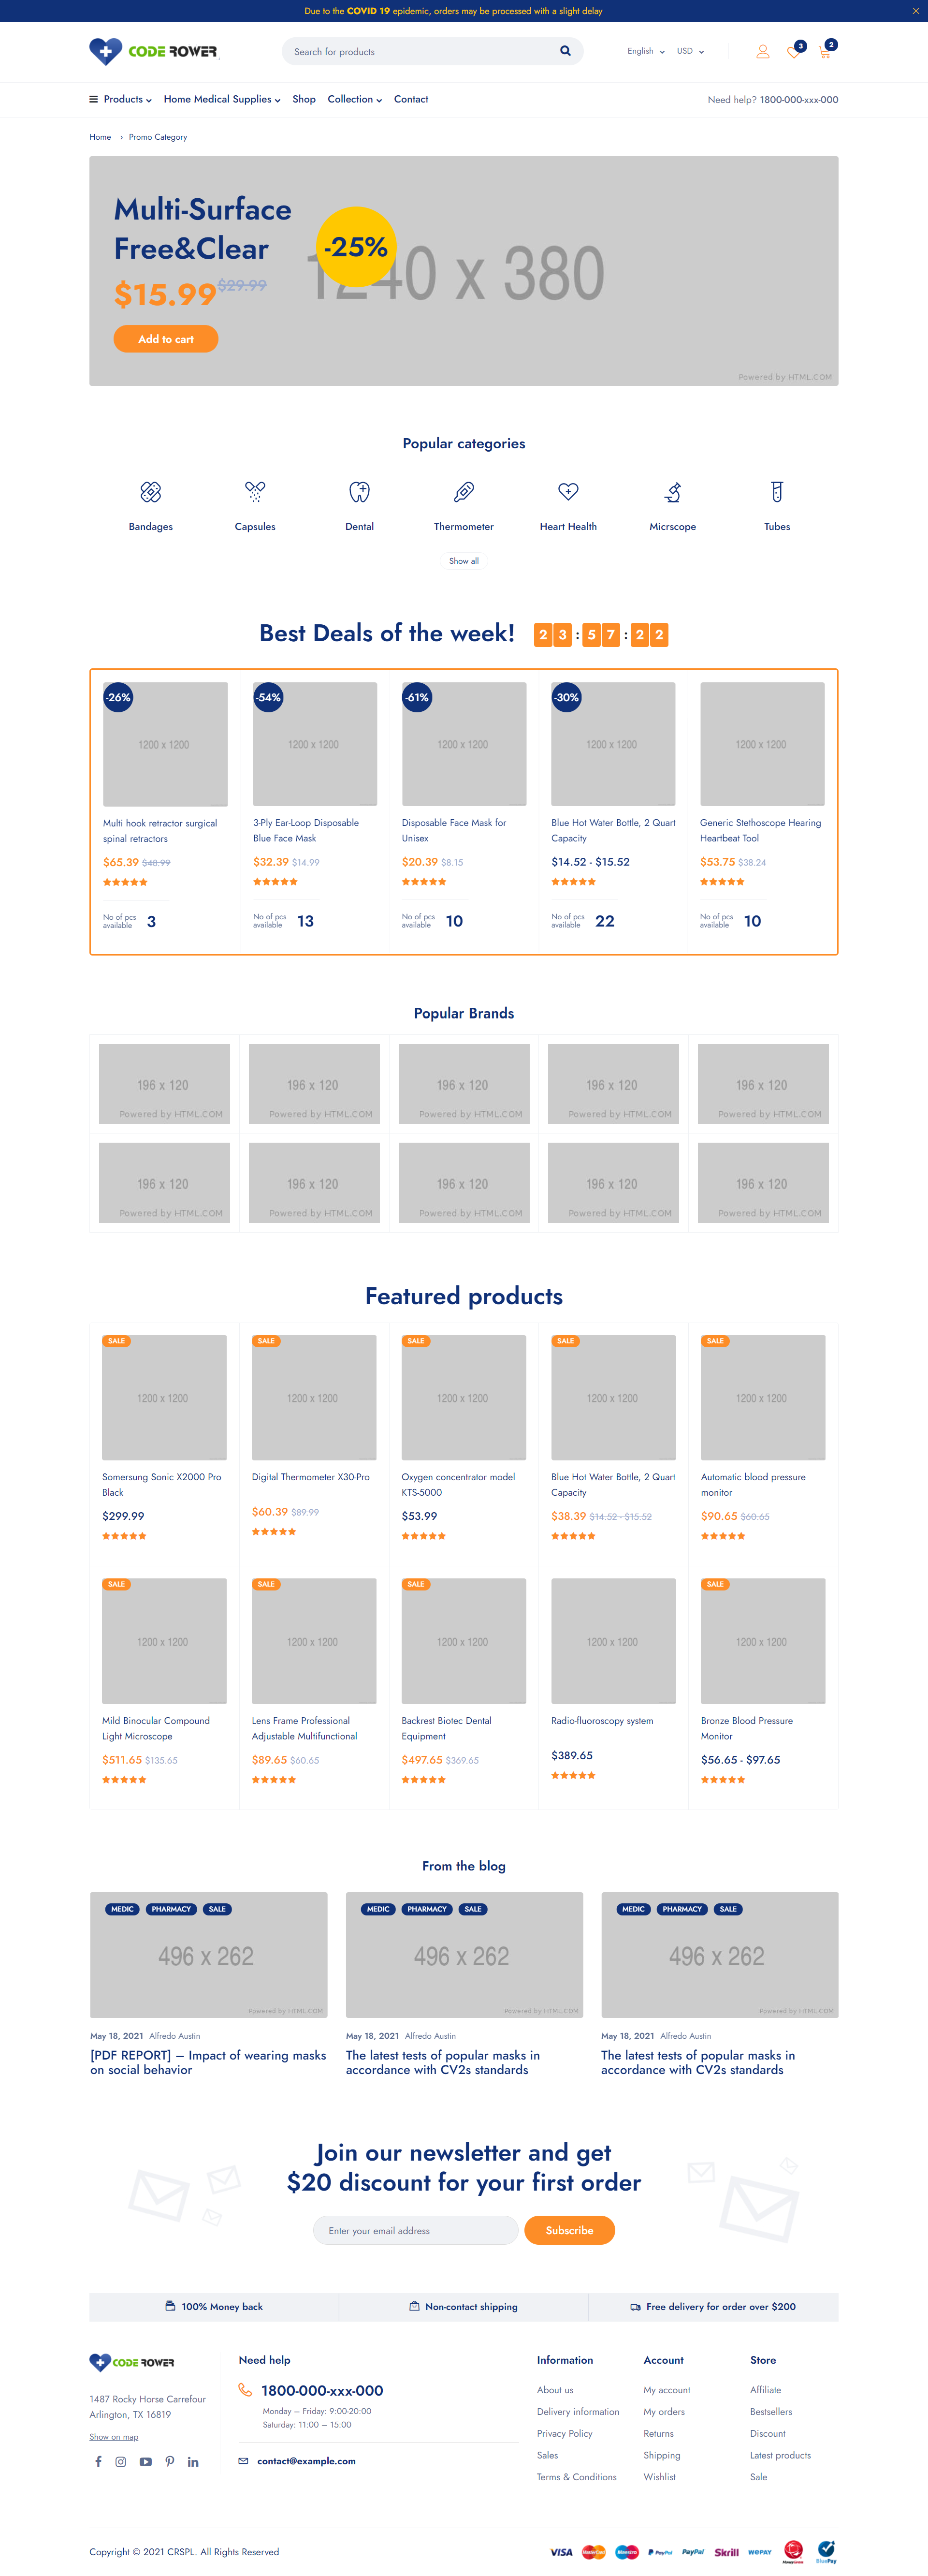 Due to the COVID 19 epidemic, orders may be processed with a slight delay
CODE ROWER
Search for products
English USD
3 2
Products Home Medical Supplies Shop Collection Contact
Need help? 1800-000-xxx-000
Home › Promo Category
Multi-Surface
Free&Clear
$15.99 $29.99
-25%
1240 x 380
Add to cart
Powered by HTML.COM
Popular categories
Bandages Capsules Dental Thermometer Heart Health Micrscope Tubes
Show all
Best Deals of the week! 23:57:22
-26% -54% -61% -30%
1200 x 1200 1200 x 1200 1200 x 1200 1200 x 1200 1200 x 1200
Multi hook retractor surgical
spinal retractors
$65.39 $48.99
No of pcs
available 3
3-Ply Ear-Loop Disposable
Blue Face Mask
$32.39 $14.99
No of pcs
available 13
Disposable Face Mask for
Unisex
$20.39 $8.15
No of pcs
available 10
Blue Hot Water Bottle, 2 Quart
Capacity
$14.52 - $15.52
No of pcs
available 22
Generic Stethoscope Hearing
Heartbeat Tool
$53.75 $38.24
No of pcs
available 10
Popular Brands
196 x 120 196 x 120 196 x 120 196 x 120 196 x 120
Powered by HTML.COM Powered by HTML.COM Powered by HTML.COM Powered by HTML.COM Powered by HTML.COM
196 x 120 196 x 120 196 x 120 196 x 120 196 x 120
Powered by HTML.COM Powered by HTML.COM Powered by HTML.COM Powered by HTML.COM Powered by HTML.COM
Featured products
SALE SALE SALE SALE SALE
1200 x 1200 1200 x 1200 1200 x 1200 1200 x 1200 1200 x 1200
Somersung Sonic X2000 Pro
Black
$299.99
Digital Thermometer X30-Pro
$60.39 $89.99
Oxygen concentrator model
KTS-5000
$53.99
Blue Hot Water Bottle, 2 Quart
Capacity
$38.39 $14.52 - $15.52
Automatic blood pressure
monitor
$90.65 $60.65
SALE SALE SALE SALE
1200 x 1200 1200 x 1200 1200 x 1200 1200 x 1200 1200 x 1200
Mild Binocular Compound
Light Microscope
$511.65 $135.65
Lens Frame Professional
Adjustable Multifunctional
$89.65 $60.65
Backrest Biotec Dental
Equipment
$497.65 $369.65
Radio-fluoroscopy system
$389.65
Bronze Blood Pressure
Monitor
$56.65 - $97.65
From the blog
MEDIC PHARMACY SALE
496 x 262
Powered by HTML.COM
May 18, 2021 Alfredo Austin
[PDF REPORT] – Impact of wearing masks
on social behavior
MEDIC PHARMACY SALE
496 x 262
Powered by HTML.COM
May 18, 2021 Alfredo Austin
The latest tests of popular masks in
accordance with CV2s standards
MEDIC PHARMACY SALE
496 x 262
Powered by HTML.COM
May 18, 2021 Alfredo Austin
The latest tests of popular masks in
accordance with CV2s standards
Join our newsletter and get
$20 discount for your first order
Enter your email address Subscribe
100% Money back Non-contact shipping Free delivery for order over $200
CODE ROWER
1487 Rocky Horse Carrefour
Arlington, TX 16819
Show on map
Need help
1800-000-xxx-000
Monday – Friday: 9:00-20:00
Saturday: 11:00 – 15:00
contact@example.com
Information
About us
Delivery information
Privacy Policy
Sales
Terms & Conditions
Account
My account
My orders
Returns
Shipping
Wishlist
Store
Affiliate
Bestsellers
Discount
Latest products
Sale
Copyright © 2021 CRSPL. All Rights Reserved
VISA MasterCard Maestro PayPal PayPal Skrill WEPAY BluePay